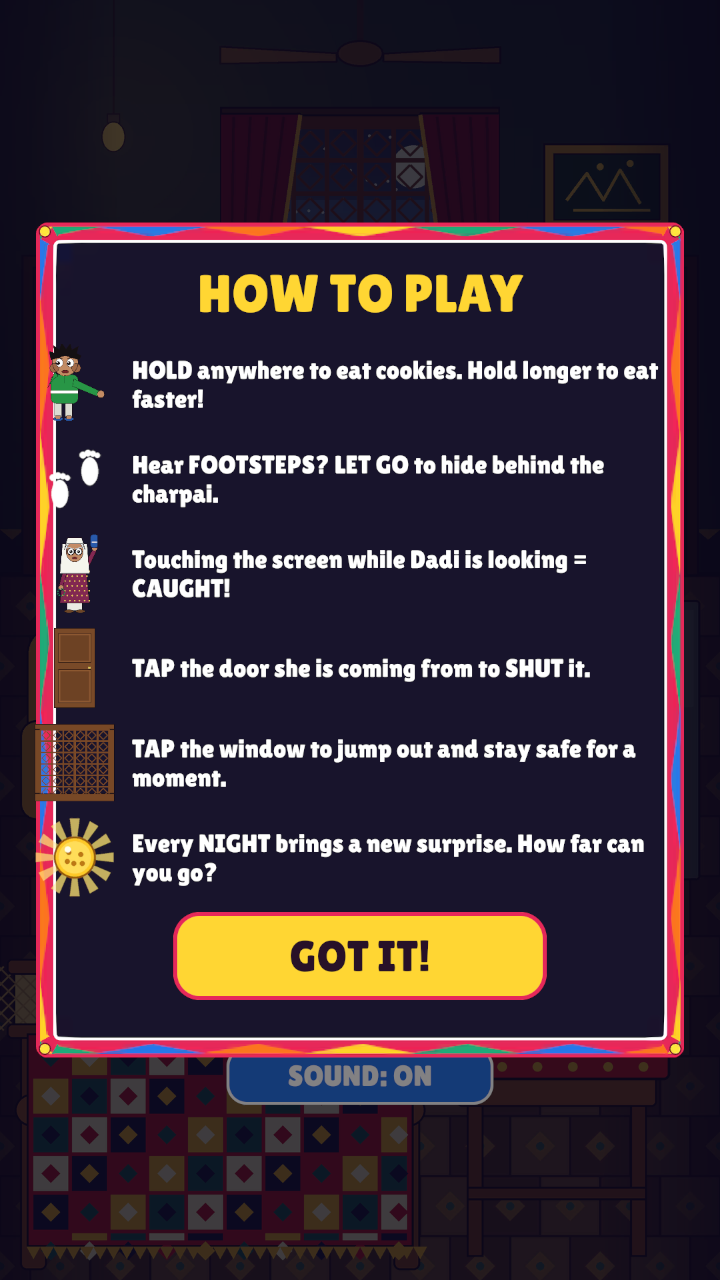 HOW TO PLAY
HOLD anywhere to eat cookies. Hold longer to eat
faster!
Hear FOOTSTEPS? LET GO to hide behind the
charpai.
Touching the screen while Dadi is looking =
CAUGHT!
TAP the door she is coming from to SHUT it.
TAP the window to jump out and stay safe for a
moment.
Every NIGHT brings a new surprise. How far can
you go?
GOT IT!
SOUND: ON